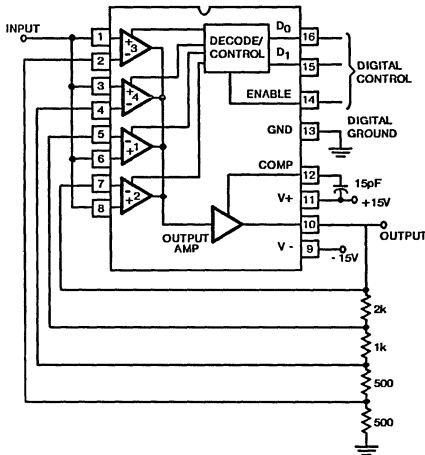 INPUT
1
2
3
4
5
6
7
8
+
3
-
+
4
-
-
1
+
-
2
+
DECODE/
CONTROL
D0
16
D1
15
DIGITAL
CONTROL
ENABLE
14
GND
13
DIGITAL
GROUND
COMP
12
15pF
V+
11
+15V
OUTPUT
AMP
10
OUTPUT
V -
9
- 15V
2k
1k
500
500